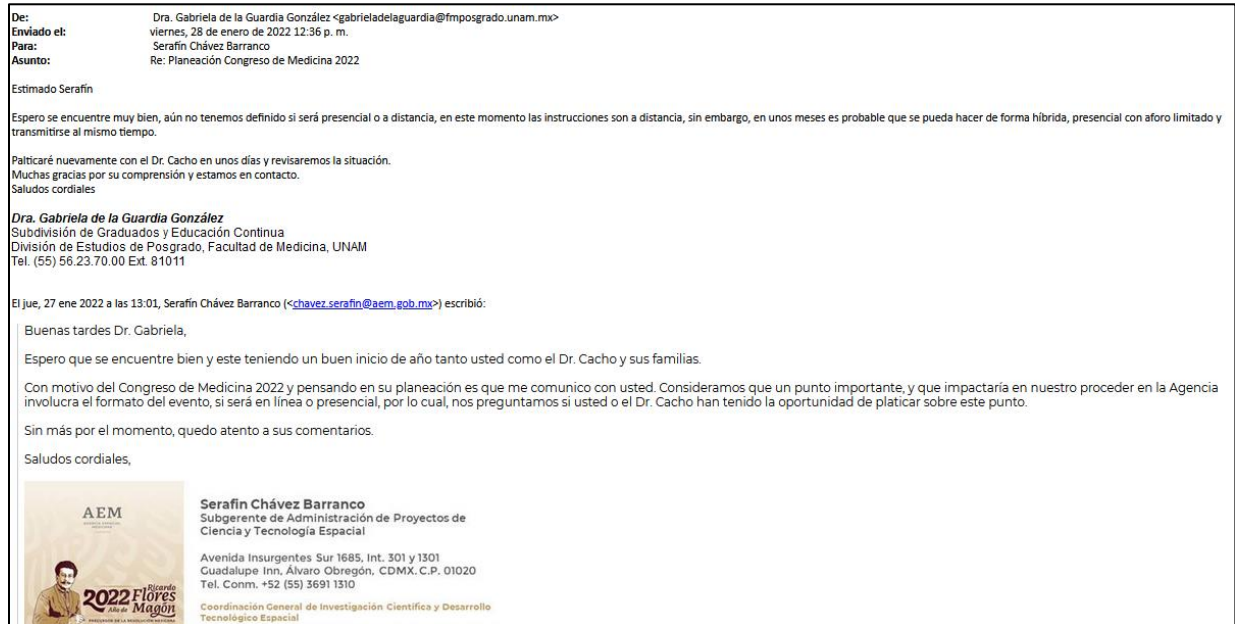 De: Dra. Gabriela de la Guardia González <gabrieladelaguardia@fmposgrado.unam.mx>
Enviado el: viernes, 28 de enero de 2022 12:36 p. m.
Para: Serafín Chávez Barranco
Asunto: Re: Planeación Congreso de Medicina 2022
Estimado Serafín
Espero se encuentre muy bien, aún no tenemos definido si será presencial o a distancia, en este momento las instrucciones son a distancia, sin embargo, en unos meses es probable que se pueda hacer de forma híbrida, presencial con aforo limitado y
transmitirse al mismo tiempo.
Palticaré nuevamente con el Dr. Cacho en unos días y revisaremos la situación.
Muchas gracias por su comprensión y estamos en contacto.
Saludos cordiales
Dra. Gabriela de la Guardia González
Subdivisión de Graduados y Educación Continua
División de Estudios de Posgrado, Facultad de Medicina, UNAM
Tel. (55) 56.23.70.00 Ext. 81011
El jue, 27 ene 2022 a las 13:01, Serafín Chávez Barranco (<chavez.serafin@aem.gob.mx>) escribió:
Buenas tardes Dr. Gabriela,
Espero que se encuentre bien y este teniendo un buen inicio de año tanto usted como el Dr. Cacho y sus familias.
Con motivo del Congreso de Medicina 2022 y pensando en su planeación es que me comunico con usted. Consideramos que un punto importante, y que impactaría en nuestro proceder en la Agencia
involucra el formato del evento, si será en línea o presencial, por lo cual, nos preguntamos si usted o el Dr. Cacho han tenido la oportunidad de platicar sobre este punto.
Sin más por el momento, quedo atento a sus comentarios.
Saludos cordiales,
AEM
AGENCIA ESPACIAL
MEXICANA
2022 Ricardo Flores
Año de Magón
PRECURSOR DE LA REVOLUCIÓN MEXICANA
Serafin Chávez Barranco
Subgerente de Administración de Proyectos de
Ciencia y Tecnología Espacial
Avenida Insurgentes Sur 1685, Int. 301 y 1301
Guadalupe Inn, Álvaro Obregón, CDMX. C.P. 01020
Tel. Conm. +52 (55) 3691 1310
Coordinación General de Investigación Científica y Desarrollo
Tecnológico Espacial